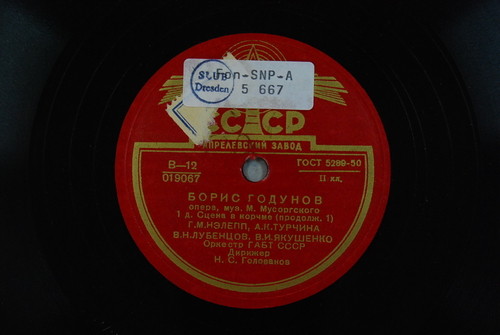 Fon-SNP-A
5 667
SLUB
Dresden
СССР
АПРЕЛЕВСКИЙ ЗАВОД
В—12
019067
ГОСТ 5289-50
II кл.
БОРИС ГОДУНОВ
опера, муз. М. Мусоргского
1 д. Сцена в корчме (продолж. 1)
Г.М.НЭЛЕПП, А.И.ТУРЧИНА
В.Н.ЛУБЕНЦОВ, В.И.ЯКУШЕНКО
Оркестр ГАБТ СССР
Дирижер
Н. С. Голованов